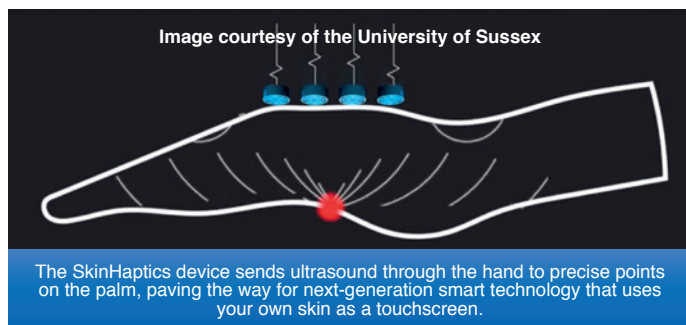 Image courtesy of the University of Sussex
The SkinHaptics device sends ultrasound through the hand to precise points
on the palm, paving the way for next-generation smart technology that uses
your own skin as a touchscreen.